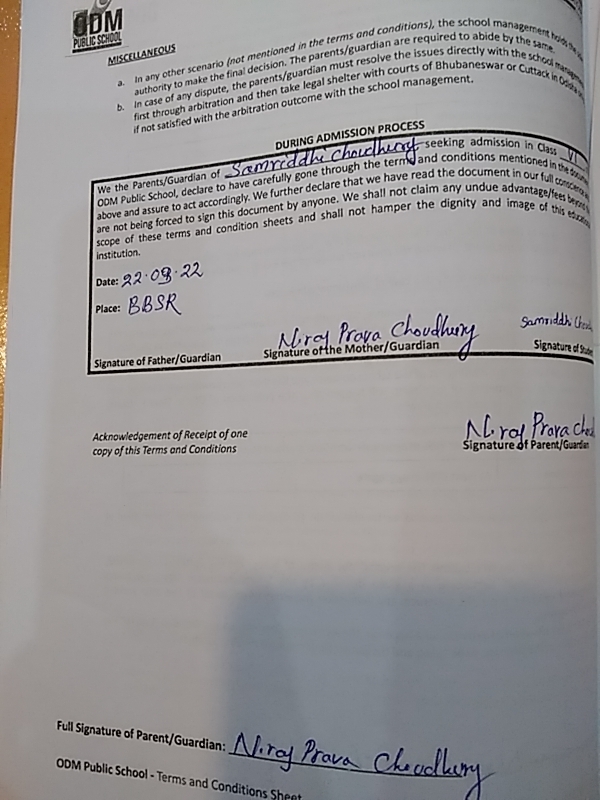 ODM
PUBLIC SCHOOL
MISCELLANEOUS
a. In any other scenario (not mentioned in the terms and conditions), the school management holds the
authority to make the final decision. The parents/guardian are required to abide by the same.
b. In case of any dispute, the parents/guardian must resolve the issues directly with the school management
first through arbitration and then take legal shelter with courts of Bhubaneswar or Cuttack in Odisha
if not satisfied with the arbitration outcome with the school management.
DURING ADMISSION PROCESS
We the Parents/Guardian of Samriddhi Choudhury seeking admission in Class VI
ODM Public School, declare to have carefully gone through the term and conditions mentioned in the
above and assure to act accordingly. We further declare that we have read the document in our full conscience
are not being forced to sign this document by anyone. We shall not claim any undue advantage/fees beyond
scope of these terms and condition sheets and shall not hamper the dignity and image of this
institution.
Date: 22.08.22
Place: BBSR
Niraj Prava Choudhury Samriddhi
Signature of Father/Guardian Signature of the Mother/Guardian Signature of
Acknowledgement of Receipt of one
copy of this Terms and Conditions
Niraj Prava
Signature of Parent/Guardian
Full Signature of Parent/Guardian: Niraj Prava Choudhury
ODM Public School - Terms and Conditions Sheet